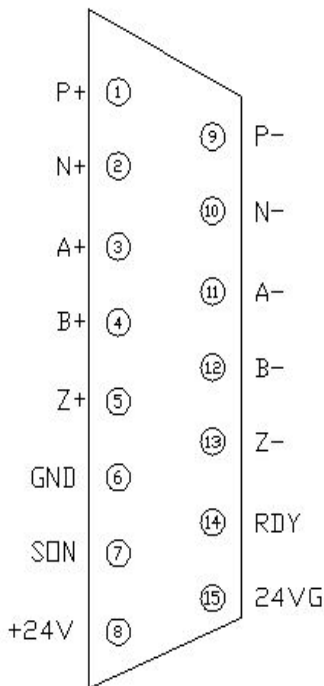 P+ 1
9 P-
N+ 2
10 N-
A+ 3
11 A-
B+ 4
12 B-
Z+ 5
13 Z-
GND 6
14 RDY
SON 7
15 24VG
+24V 8